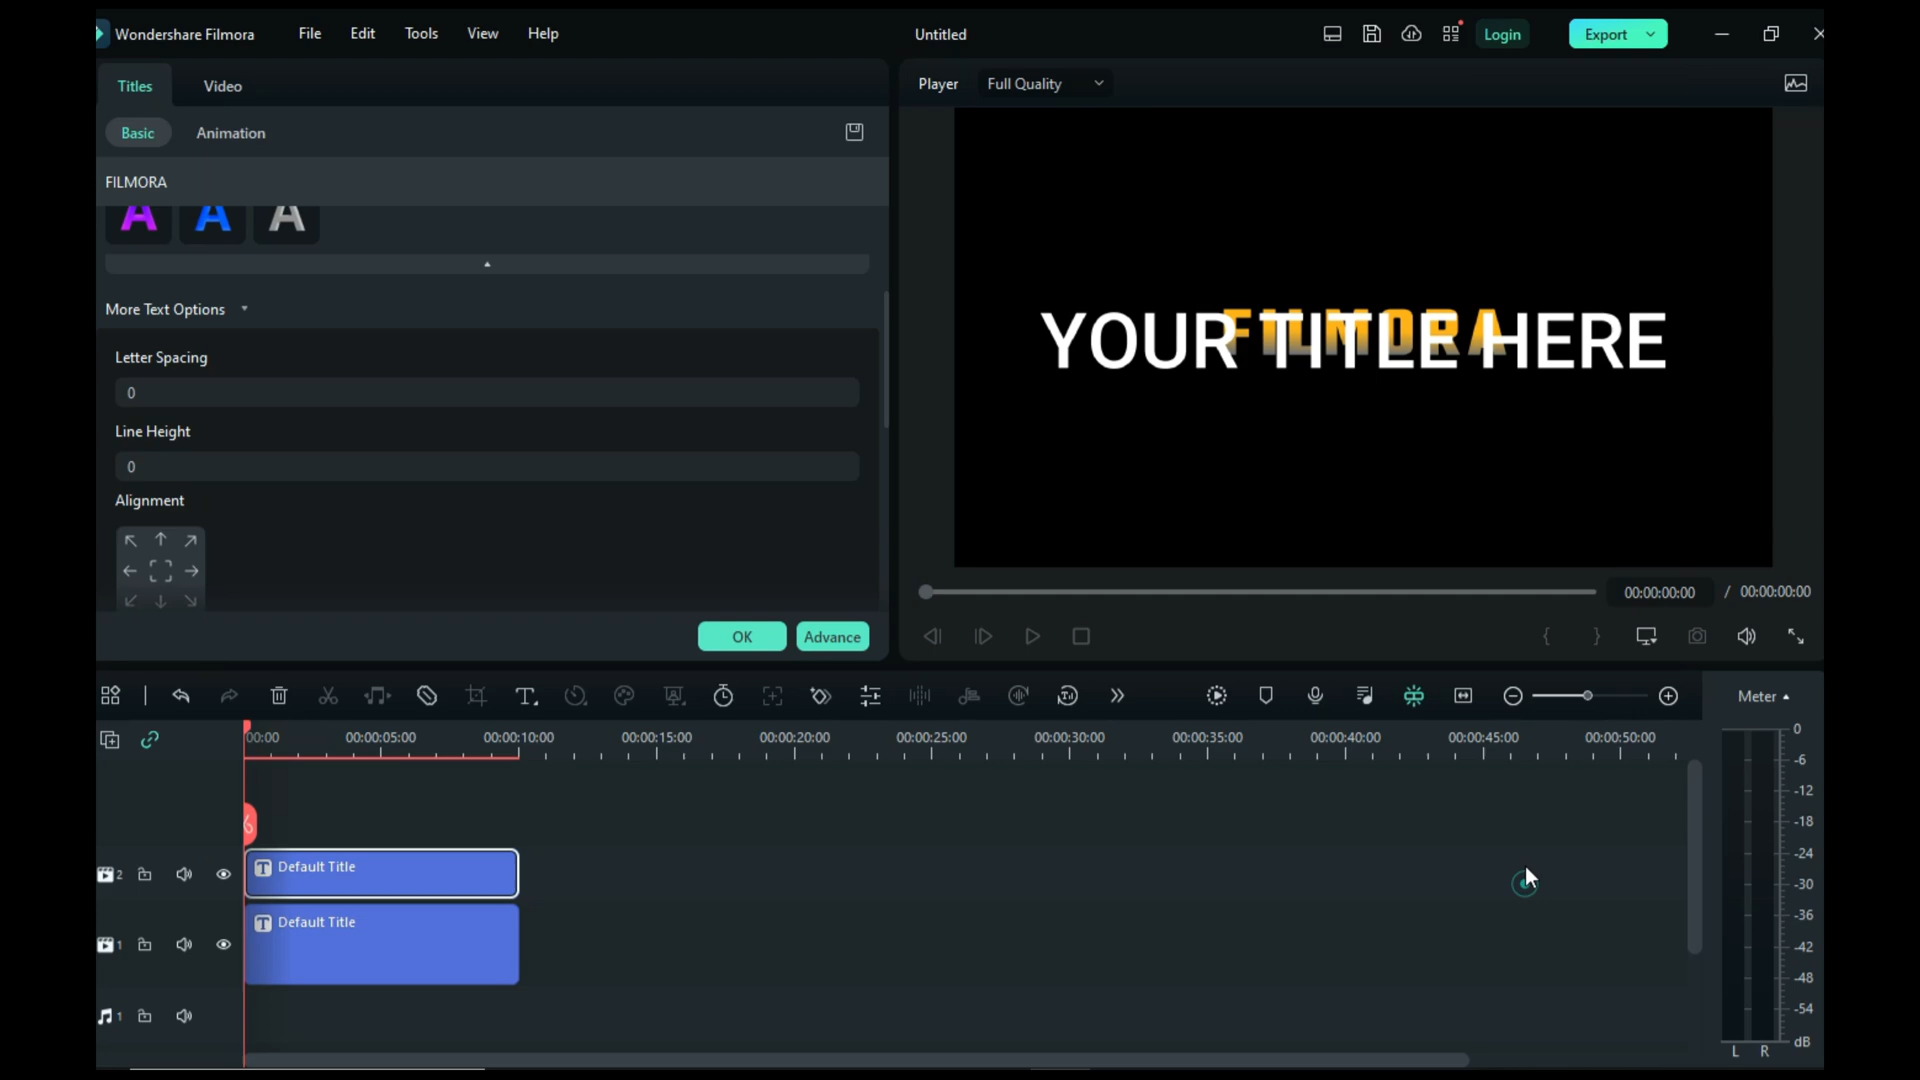 Wondershare Filmora File Edit Tools View Help Untitled Login Export
Titles Video
Basic Animation
FILMORA
A A A
More Text Options
Letter Spacing
0
Line Height
0
Alignment
OK Advance
Player Full Quality
FILMORA
YOUR TITLE HERE
00:00:00:00 / 00:00:00:00
Meter
00:00 00:00:05:00 00:00:10:00 00:00:15:00 00:00:20:00 00:00:25:00 00:00:30:00 00:00:35:00 00:00:40:00 00:00:45:00 00:00:50:00
2 T Default Title
1 T Default Title
1
0
-6
-12
-18
-24
-30
-36
-42
-48
-54
dB
L R